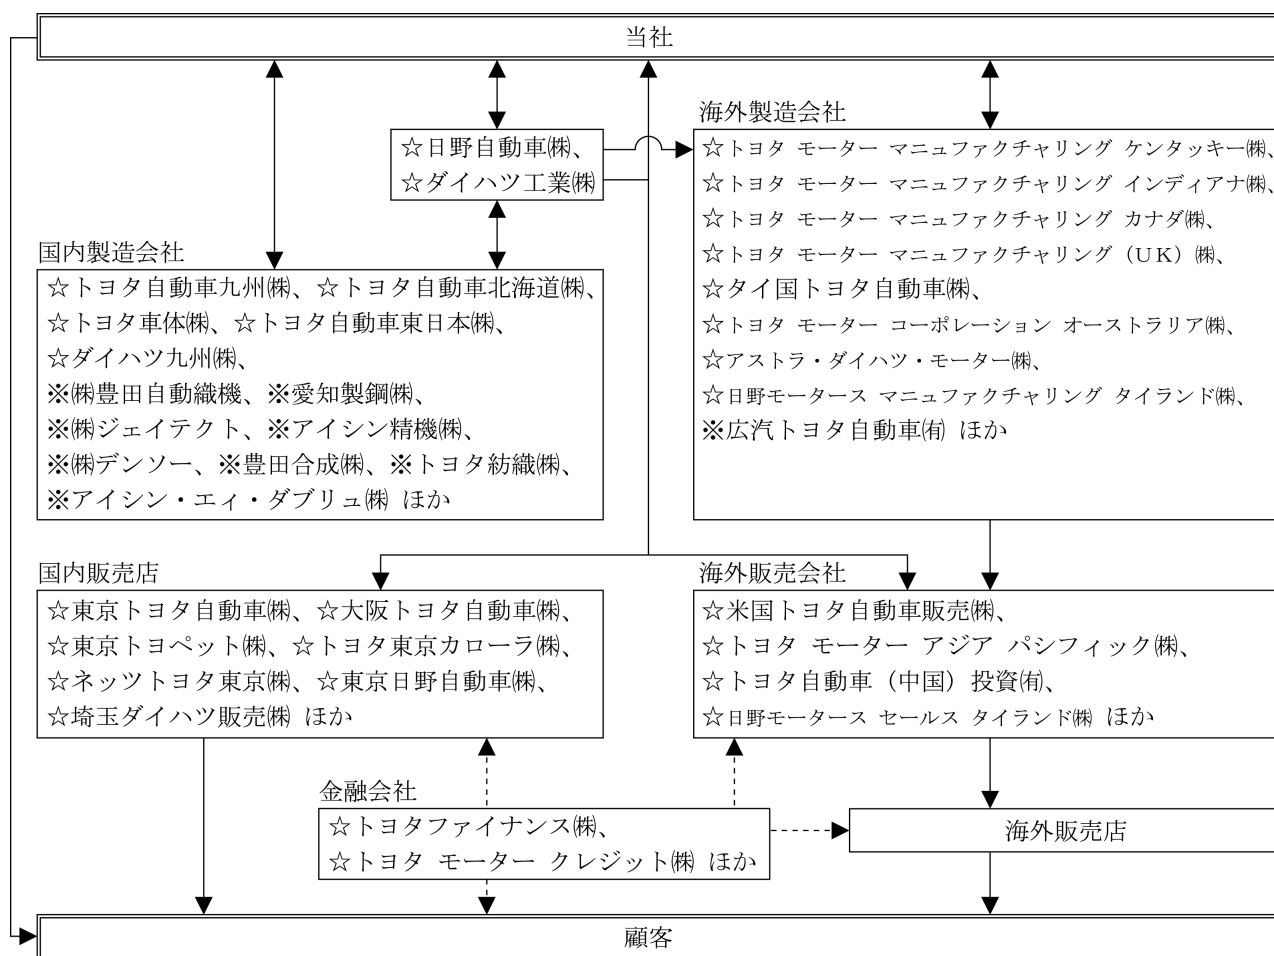 当社
海外製造会社
☆日野自動車㈱、
☆ダイハツ工業㈱
☆トヨタ モーター マニュファクチャリング ケンタッキー㈱、
☆トヨタ モーター マニュファクチャリング インディアナ㈱、
☆トヨタ モーター マニュファクチャリング カナダ㈱、
☆トヨタ モーター マニュファクチャリング（UK）㈱、
☆タイ国トヨタ自動車㈱、
☆トヨタ モーター コーポレーション オーストラリア㈱、
☆アストラ・ダイハツ・モーター㈱、
☆日野モータース マニュファクチャリング タイランド㈱、
※広汽トヨタ自動車㈲ ほか
国内製造会社
☆トヨタ自動車九州㈱、☆トヨタ自動車北海道㈱、
☆トヨタ車体㈱、☆トヨタ自動車東日本㈱、
☆ダイハツ九州㈱、
※㈱豊田自動織機、※愛知製鋼㈱、
※㈱ジェイテクト、※アイシン精機㈱、
※㈱デンソー、※豊田合成㈱、※トヨタ紡織㈱、
※アイシン・エィ・ダブリュ㈱ ほか
国内販売店
☆東京トヨタ自動車㈱、☆大阪トヨタ自動車㈱、
☆東京トヨペット㈱、☆トヨタ東京カローラ㈱、
☆ネッツトヨタ東京㈱、☆東京日野自動車㈱、
☆埼玉ダイハツ販売㈱ ほか
海外販売会社
☆米国トヨタ自動車販売㈱、
☆トヨタ モーター アジア パシフィック㈱、
☆トヨタ自動車（中国）投資㈲、
☆日野モータース セールス タイランド㈱ ほか
金融会社
☆トヨタファイナンス㈱、
☆トヨタ モーター クレジット㈱ ほか
海外販売店
顧客